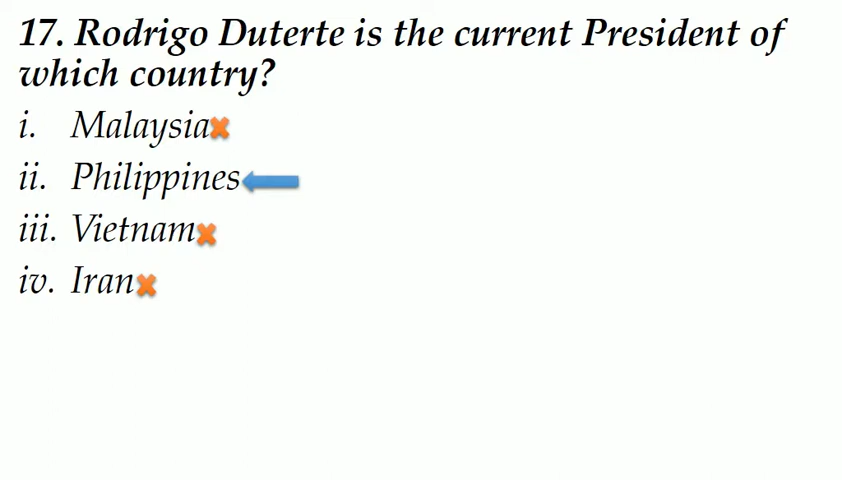 17. Rodrigo Duterte is the current President of
which country?
i. Malaysia
ii. Philippines
iii. Vietnam
iv. Iran